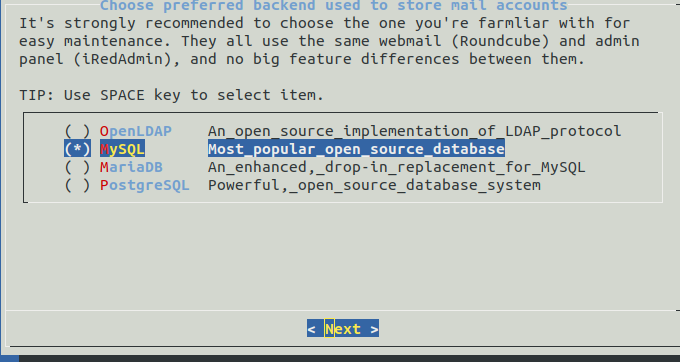 Choose preferred backend used to store mail accounts
It's strongly recommended to choose the one you're farmliar with for
easy maintenance. They all use the same webmail (Roundcube) and admin
panel (iRedAdmin), and no big feature differences between them.
TIP: Use SPACE key to select item.
( ) OpenLDAP An_open_source_implementation_of_LDAP_protocol
(*) MySQL Most_popular_open_source_database
( ) MariaDB An_enhanced,_drop-in_replacement_for_MySQL
( ) PostgreSQL Powerful,_open_source_database_system
< Next >